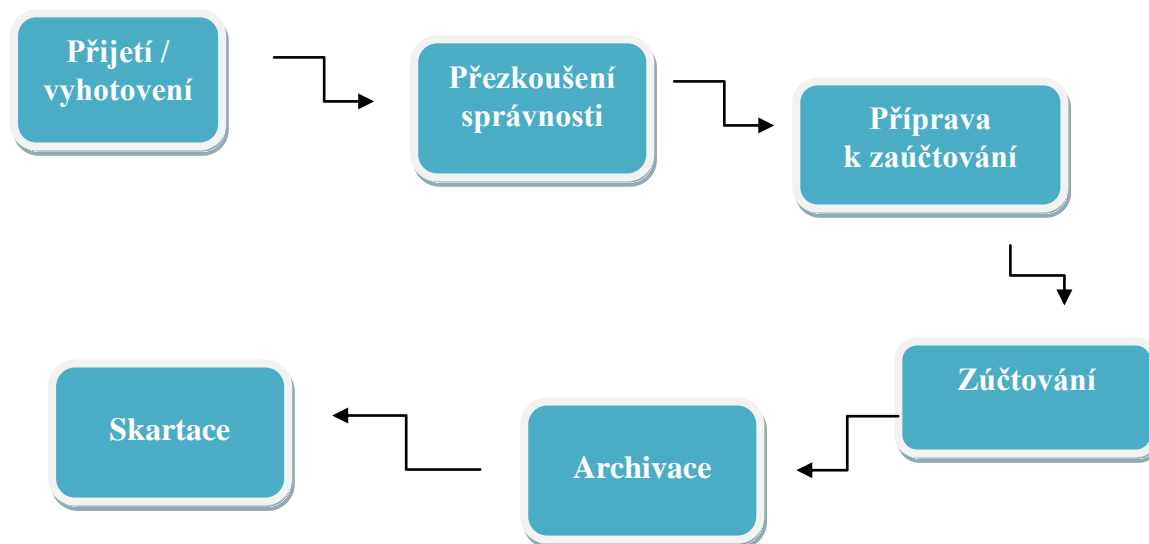 Přijetí /
vyhotovení
Přezkoušení
správnosti
Příprava
k zaúčtování
Zúčtování
Archivace
Skartace